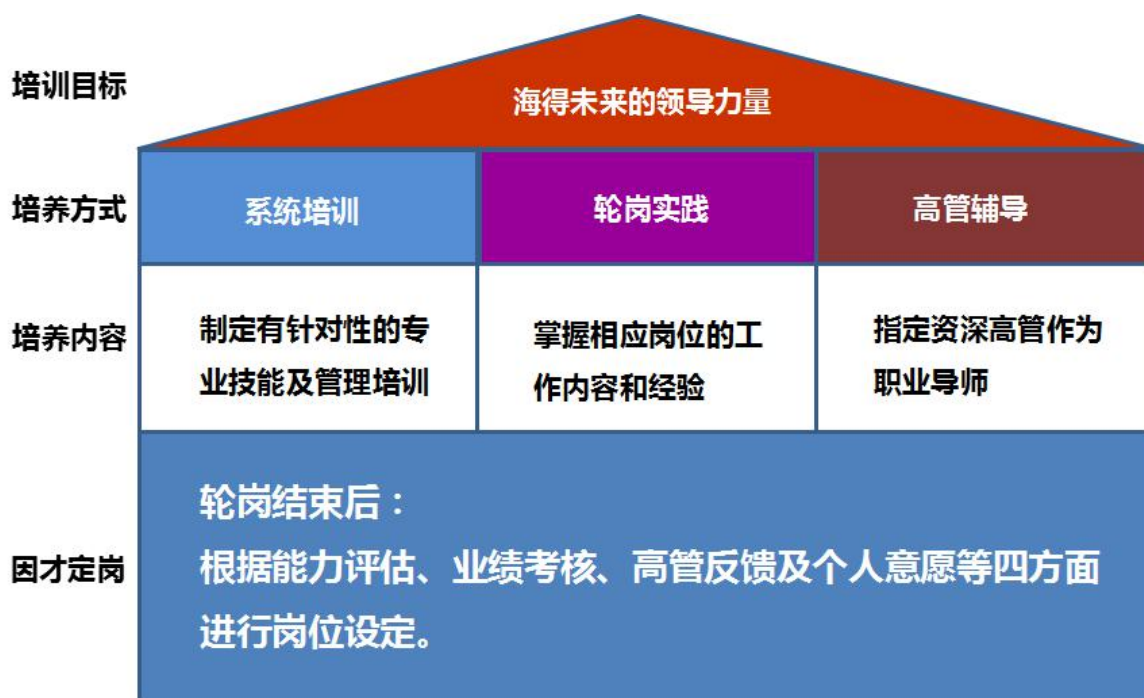 培训目标
海得未来的领导力量
培养方式
系统培训
轮岗实践
高管辅导
培养内容
制定有针对性的专
业技能及管理培训
掌握相应岗位的工
作内容和经验
指定资深高管作为
职业导师
因才定岗
轮岗结束后：
根据能力评估、业绩考核、高管反馈及个人意愿等四方面
进行岗位设定。